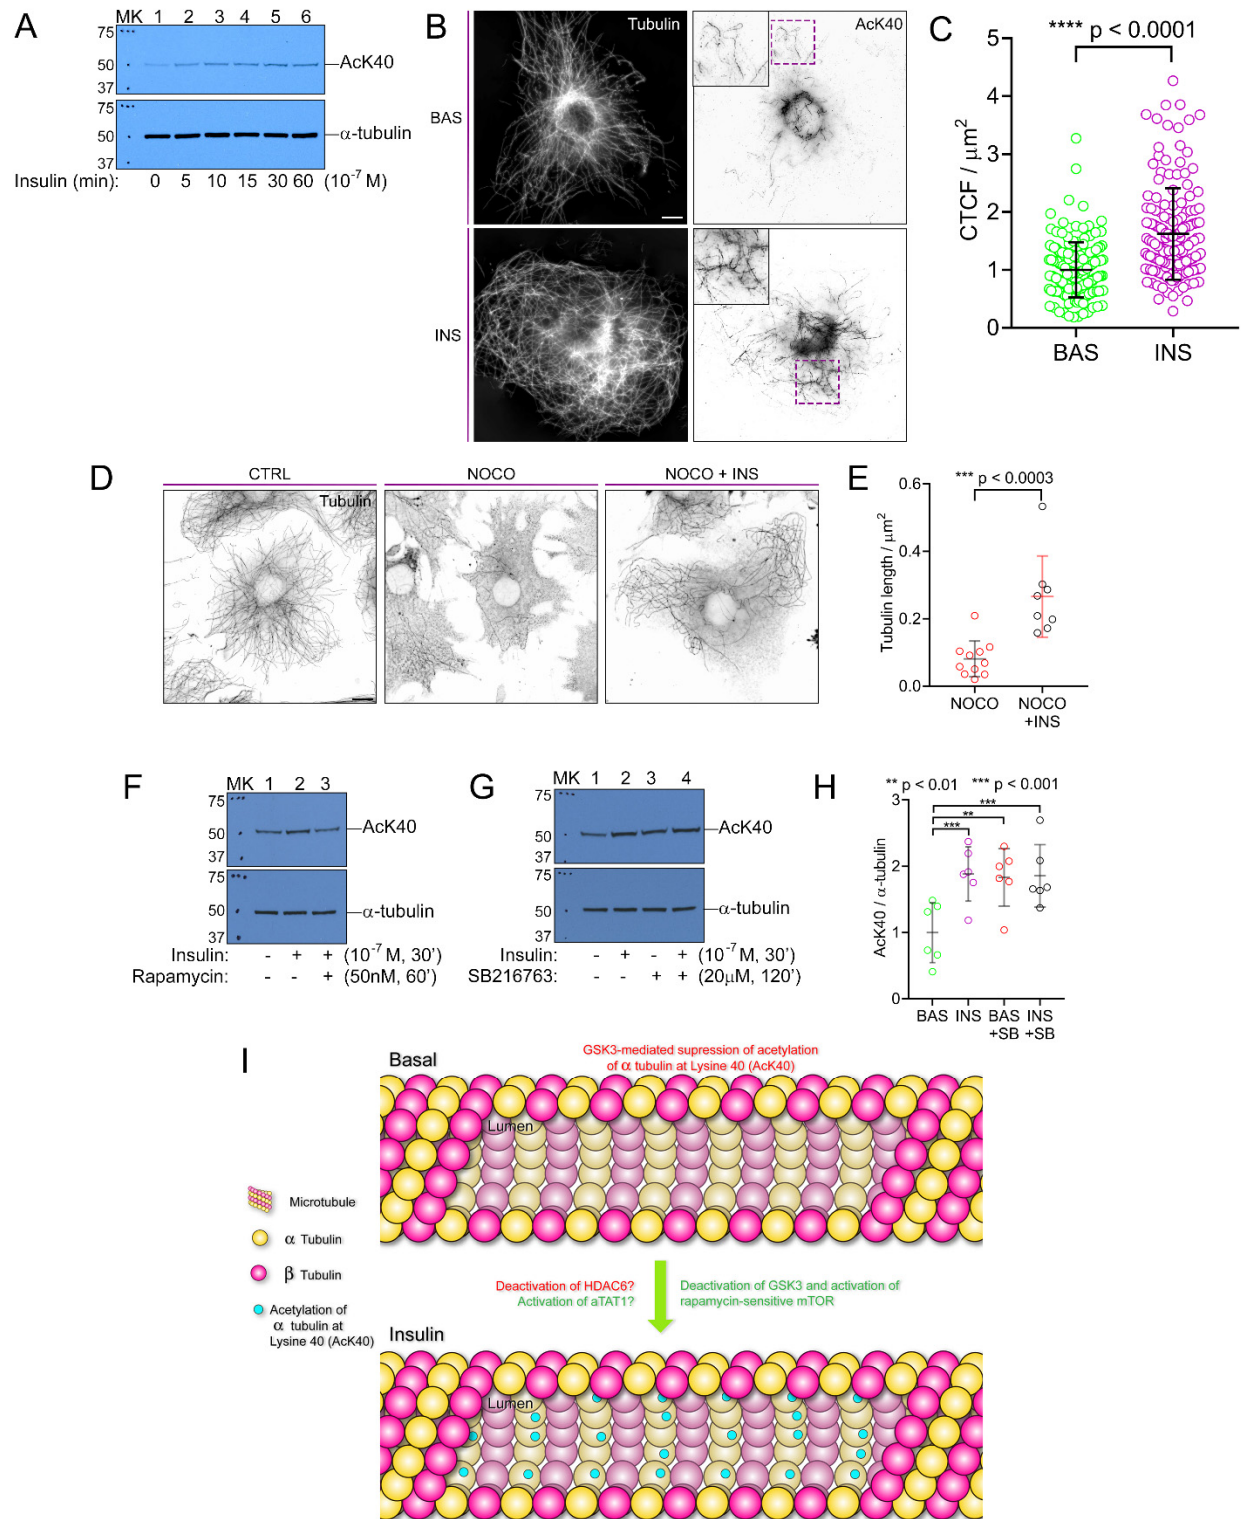 A
MK 1 2 3 4 5 6
75
50
37
AcK40
75
50
37
α-tubulin
Insulin (min): 0 5 10 15 30 60 (10⁻⁷ M)
B
Tubulin
AcK40
BAS
INS
C
**** p < 0.0001
CTCF / μm²
5
4
3
2
1
0
BAS INS
D
CTRL NOCO NOCO + INS
Tubulin
E
*** p < 0.0003
Tubulin length / μm²
0.6
0.4
0.2
0.0
NOCO NOCO
+INS
F
MK 1 2 3
75
50
37
AcK40
75
50
37
α-tubulin
Insulin: - + + (10⁻⁷ M, 30')
Rapamycin: - - + (50nM, 60')
G
MK 1 2 3 4
75
50
37
AcK40
75
50
37
α-tubulin
Insulin: - + - + (10⁻⁷ M, 30')
SB216763: - - + + (20μM, 120')
H
** p < 0.01 *** p < 0.001
***
**
***
AcK40 / α-tubulin
3
2
1
0
BAS INS BAS INS
+SB +SB
I
Basal
GSK3-mediated supression of acetylation
of α tubulin at Lysine 40 (AcK40)
Lumen
Microtubule
α Tubulin
β Tubulin
Acetylation of
α tubulin at
Lysine 40 (AcK40)
Deactivation of HDAC6?
Activation of aTAT1?
Deactivation of GSK3 and activation of
rapamycin-sensitive mTOR
Insulin
Lumen